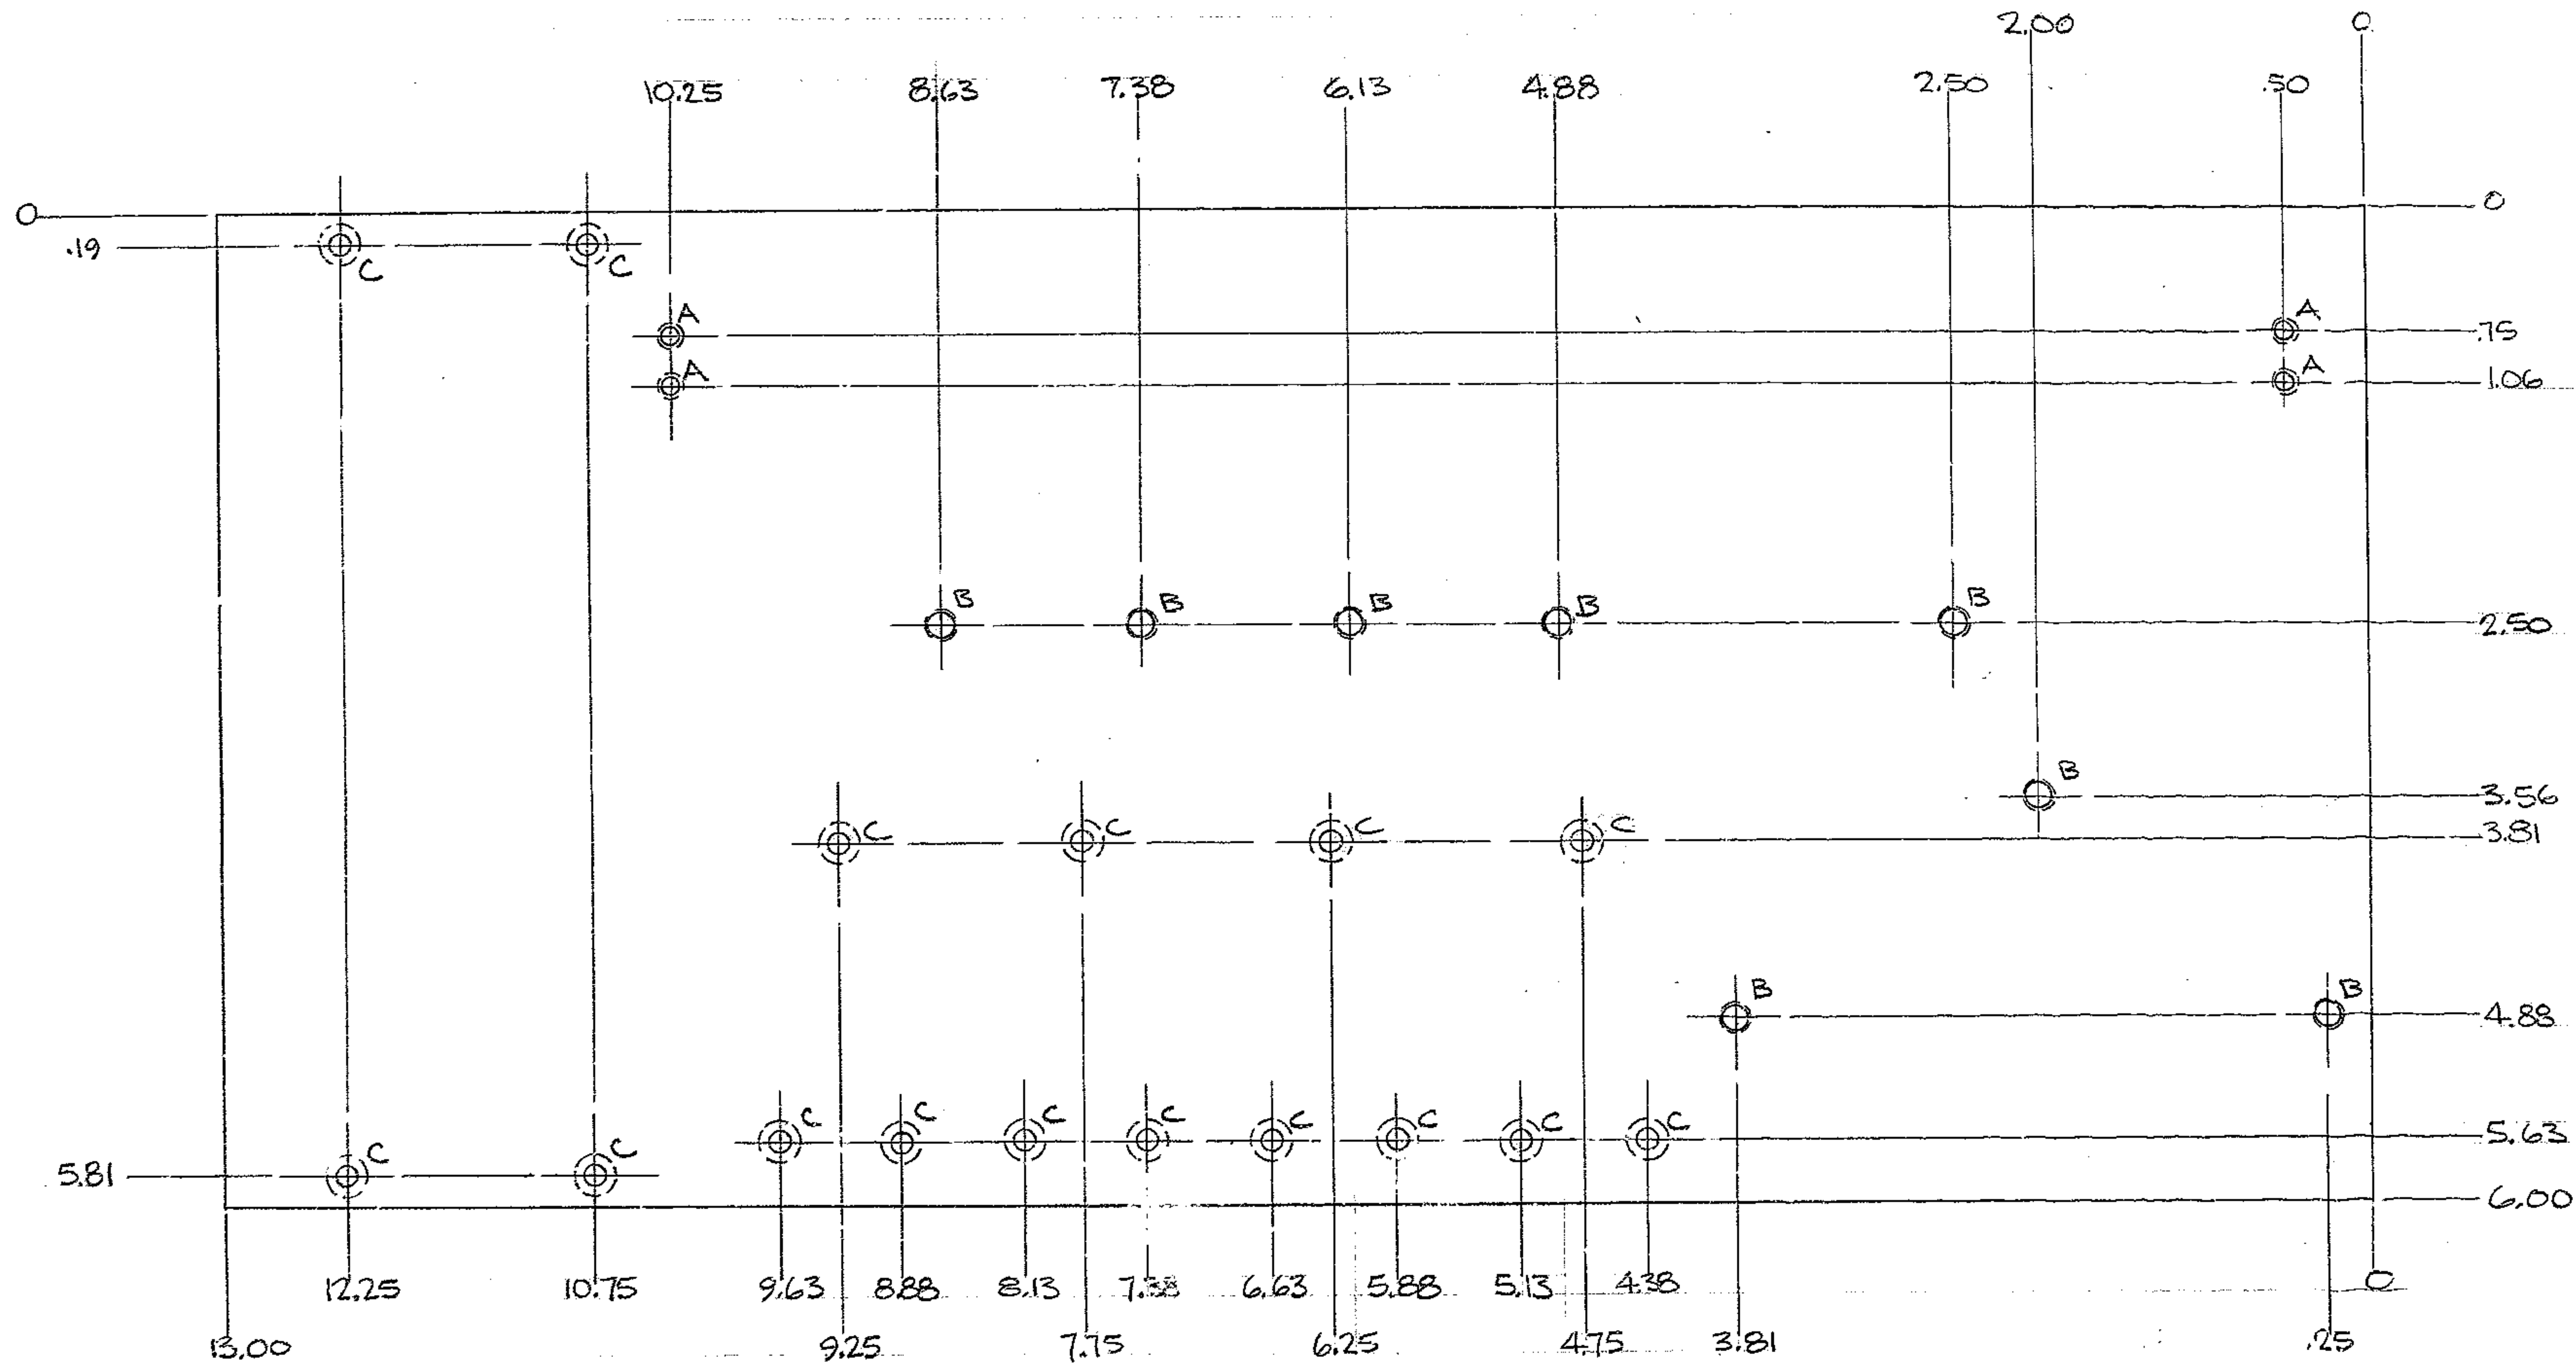 2.00 0
10.25 8.63 7.38 6.13 4.88 2.50 .50
0 0
.19 C C
A A .75
A A 1.06
B B B B B 2.50
B 3.56
C C C C 3.81
B B 4.88
C C C C C C C C 5.63
5.81 C C
6.00
12.25 10.75 9.63 8.88 8.13 7.38 6.63 5.88 5.13 4.38 0
13.00 9.25 7.75 6.25 4.75 3.81 .25